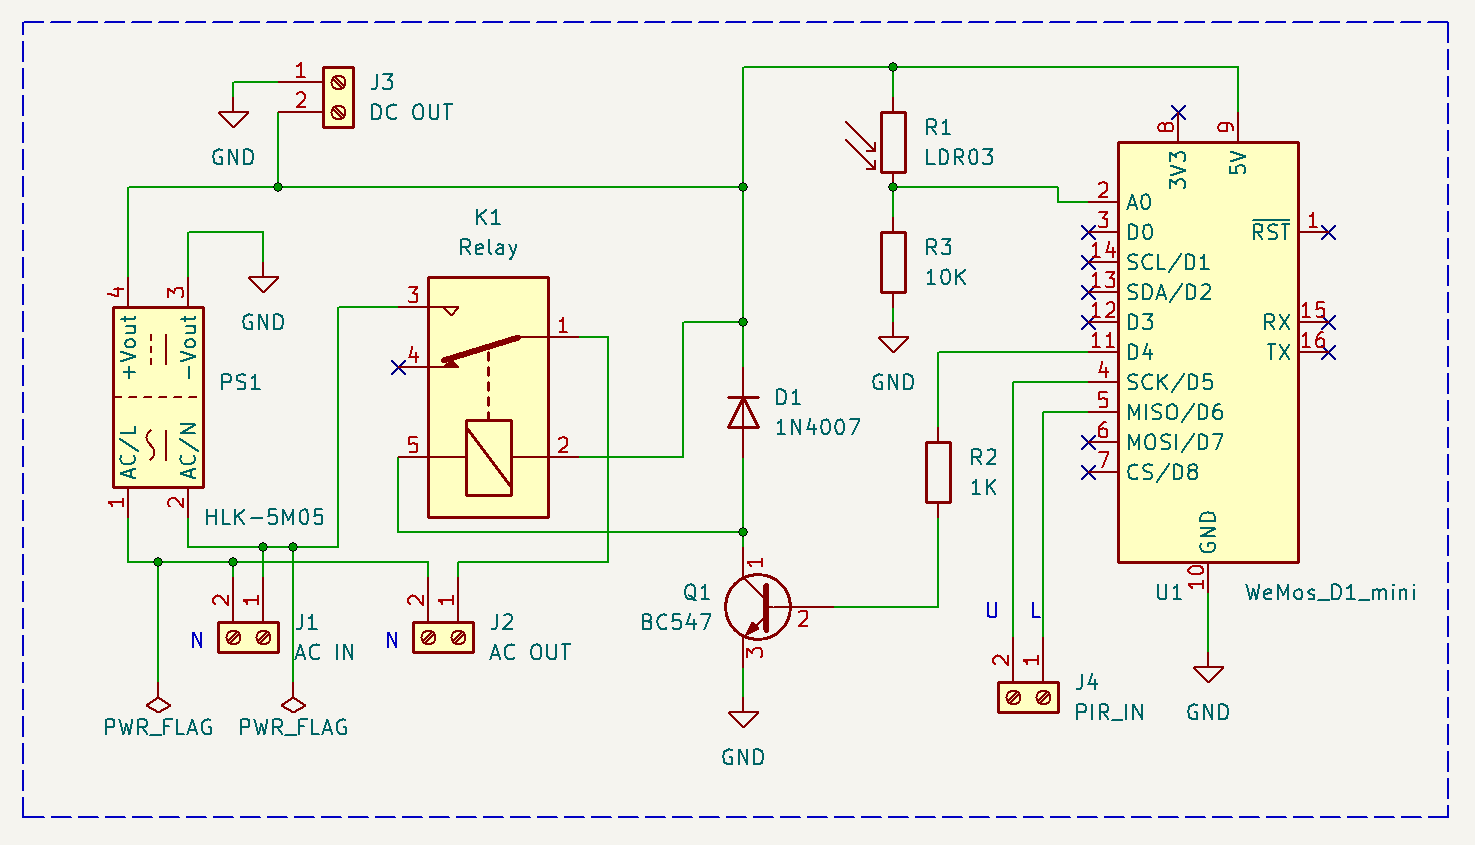 1
J3
2
DC OUT
GND
4
3
GND
+Vout
-Vout
AC/L
AC/N
PS1
1
2
HLK-5M05
K1
Relay
3
1
4
5
2
2
1
N
J1
AC IN
2
1
N
J2
AC OUT
PWR_FLAG
PWR_FLAG
R1
LDR03
R3
10K
GND
D1
1N4007
R2
1K
1
Q1
BC547
2
3
GND
8
9
3V3
5V
2
A0
3
D0
RST
1
14
SCL/D1
13
SDA/D2
12
D3
RX
15
11
D4
TX
16
4
SCK/D5
5
MISO/D6
6
MOSI/D7
7
CS/D8
GND
10
U1
WeMos_D1_mini
U
L
2
1
J4
PIR_IN
GND